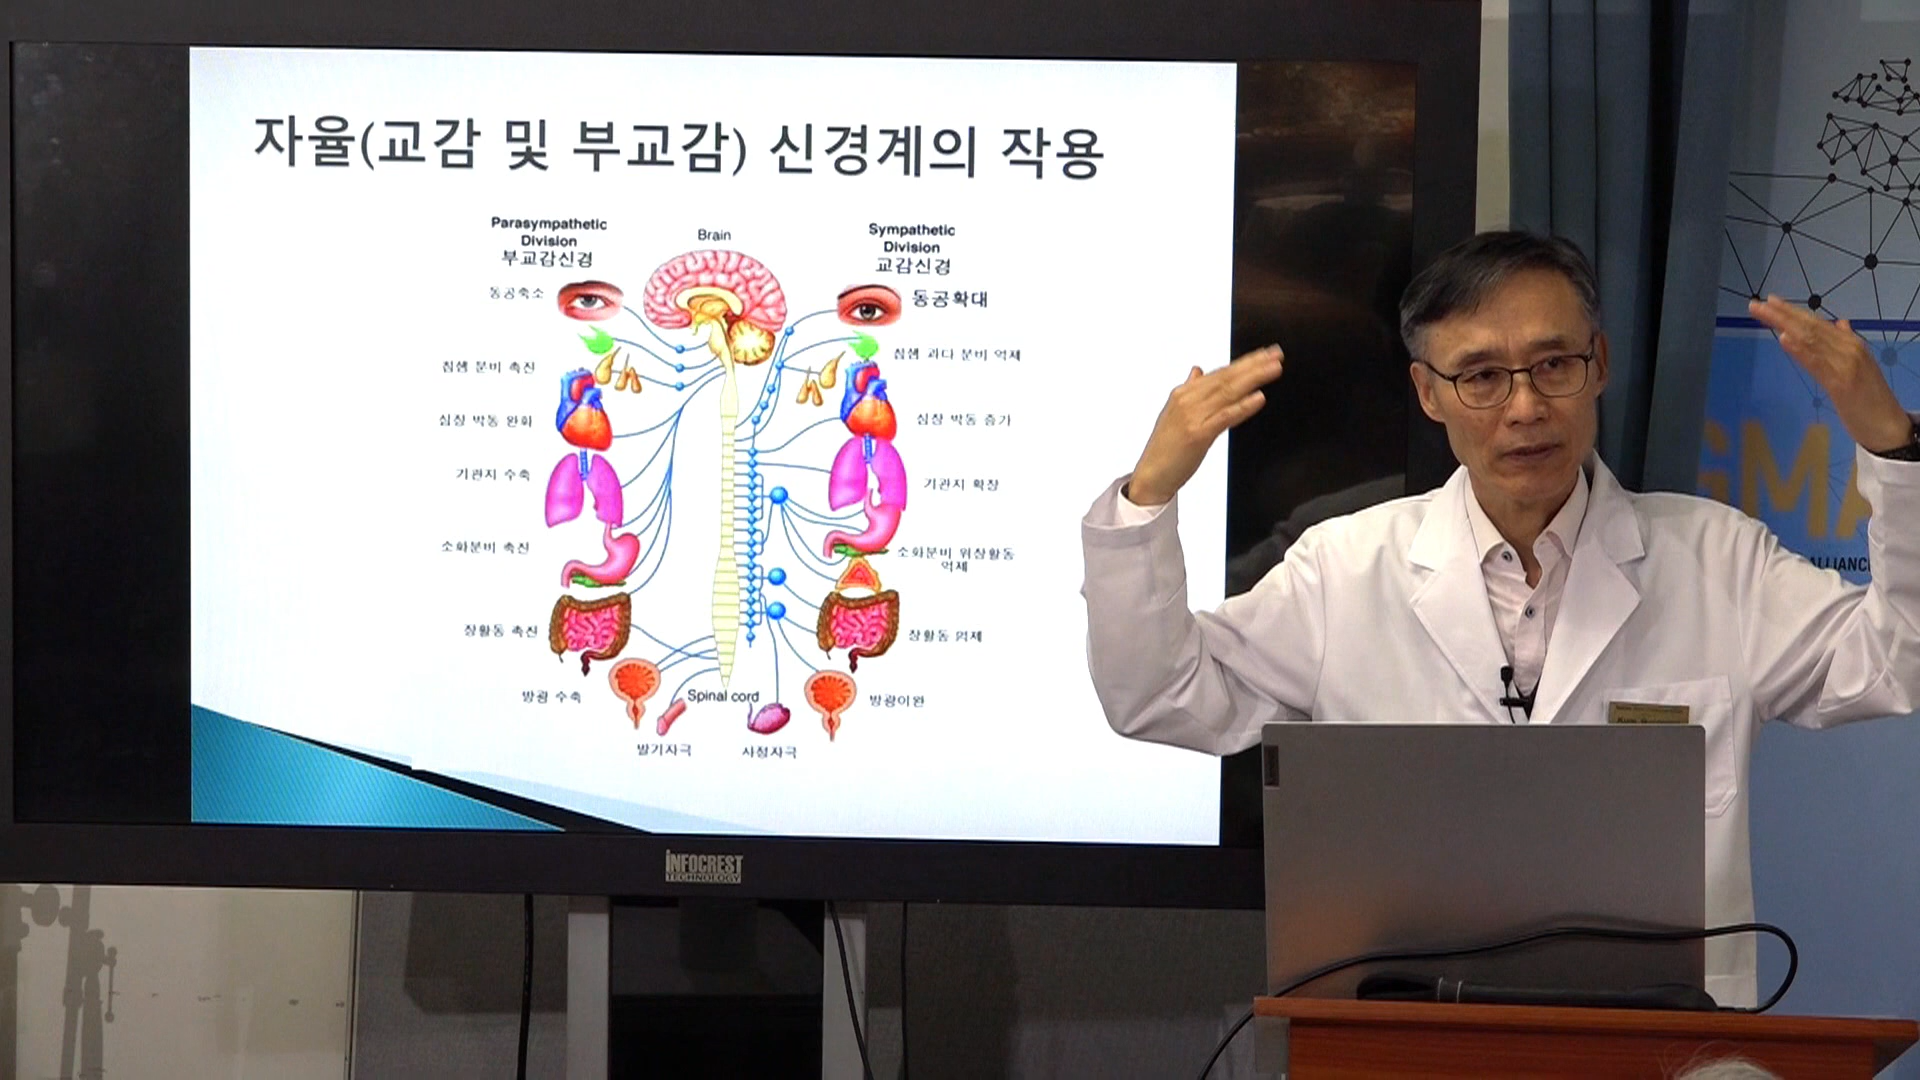 자율(교감 및 부교감) 신경계의 작용
Parasympathetic
Division
부교감신경
Brain
Sympathetic
Division
교감신경
동공축소
동공확대
침샘 분비 촉진
침샘 과다 분비 억제
심장 박동 완화
심장 박동 증가
기관지 수축
기관지 확장
소화분비 촉진
소화분비 위장활동
억제
장활동 촉진
장활동 억제
방광 수축
Spinal cord
방광이완
발기자극
사정자극
INFOCREST
TECHNOLOGY
GMA
ALLIANC